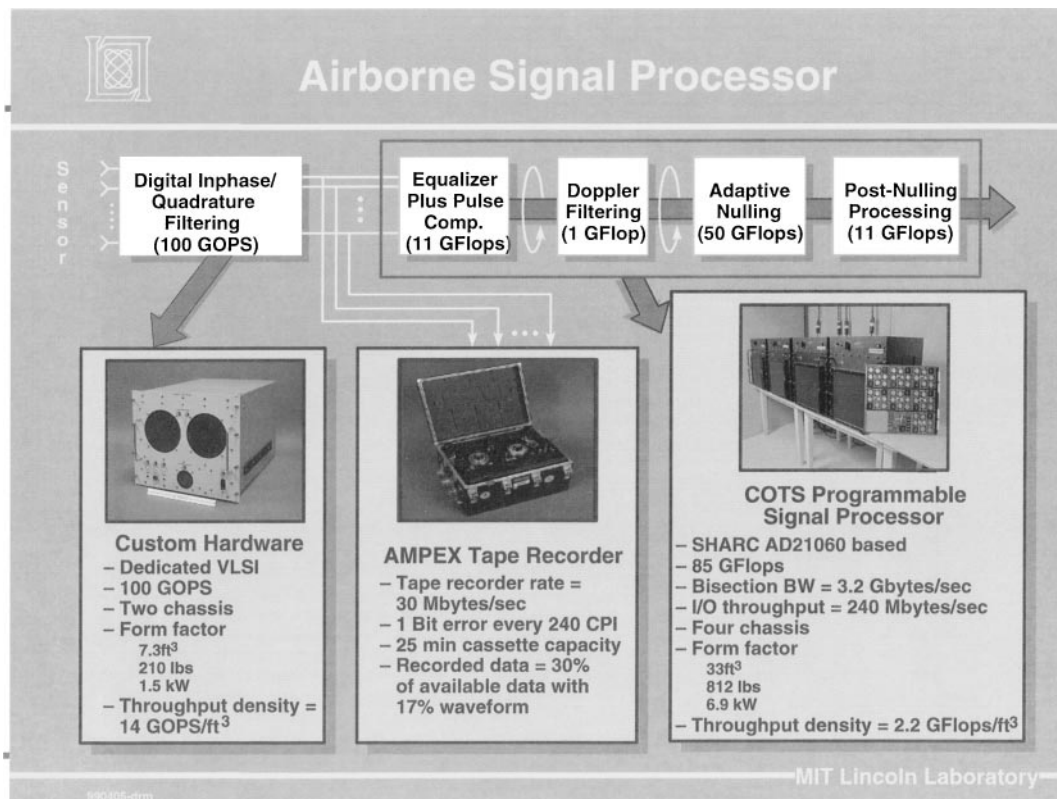 Airborne Signal Processor
Sensor
Digital Inphase/
Quadrature
Filtering
(100 GOPS)
Equalizer
Plus Pulse
Comp.
(11 GFlops)
Doppler
Filtering
(1 GFlop)
Adaptive
Nulling
(50 GFlops)
Post-Nulling
Processing
(11 GFlops)
Custom Hardware
– Dedicated VLSI
– 100 GOPS
– Two chassis
– Form factor
7.3ft³
210 lbs
1.5 kW
– Throughput density =
14 GOPS/ft³
AMPEX Tape Recorder
– Tape recorder rate =
30 Mbytes/sec
– 1 Bit error every 240 CPI
– 25 min cassette capacity
– Recorded data = 30%
of available data with
17% waveform
COTS Programmable
Signal Processor
– SHARC AD21060 based
– 85 GFlops
– Bisection BW = 3.2 Gbytes/sec
– I/O throughput = 240 Mbytes/sec
– Four chassis
– Form factor
33ft³
812 lbs
6.9 kW
– Throughput density = 2.2 GFlops/ft³
MIT Lincoln Laboratory